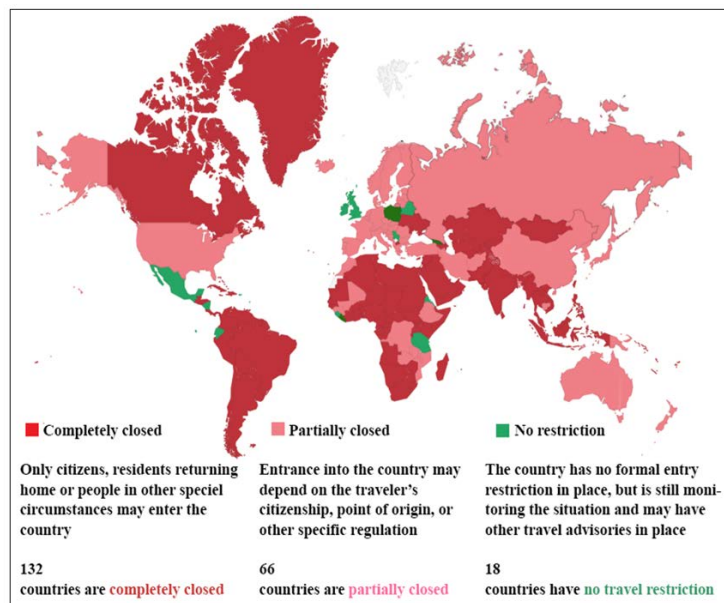 Completely closed
Partially closed
No restriction
Only citizens, residents returning
home or people in other speciel
circumstances may enter the
country
Entrance into the country may
depend on the traveler's
citizenship, point of origin, or
other specific regulation
The country has no formal entry
restriction in place, but is still moni-
toring the situation and may have
other travel advisories in place
132
countries are completely closed
66
countries are partially closed
18
countries have no travel restriction